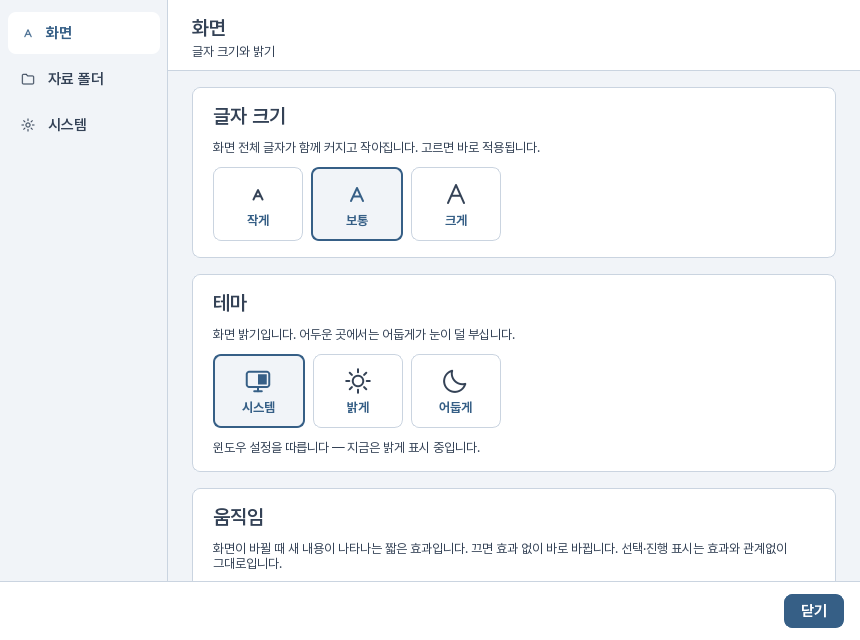 화면
자료 폴더
시스템
화면
글자 크기와 밝기
글자 크기
화면 전체 글자가 함께 커지고 작아집니다. 고르면 바로 적용됩니다.
작게
보통
크게
테마
화면 밝기입니다. 어두운 곳에서는 어둡게가 눈이 덜 부십니다.
시스템
밝게
어둡게
윈도우 설정을 따릅니다 — 지금은 밝게 표시 중입니다.
움직임
화면이 바뀔 때 새 내용이 나타나는 짧은 효과입니다. 끄면 효과 없이 바로 바뀝니다. 선택·진행 표시는 효과와 관계없이
그대로입니다.
닫기